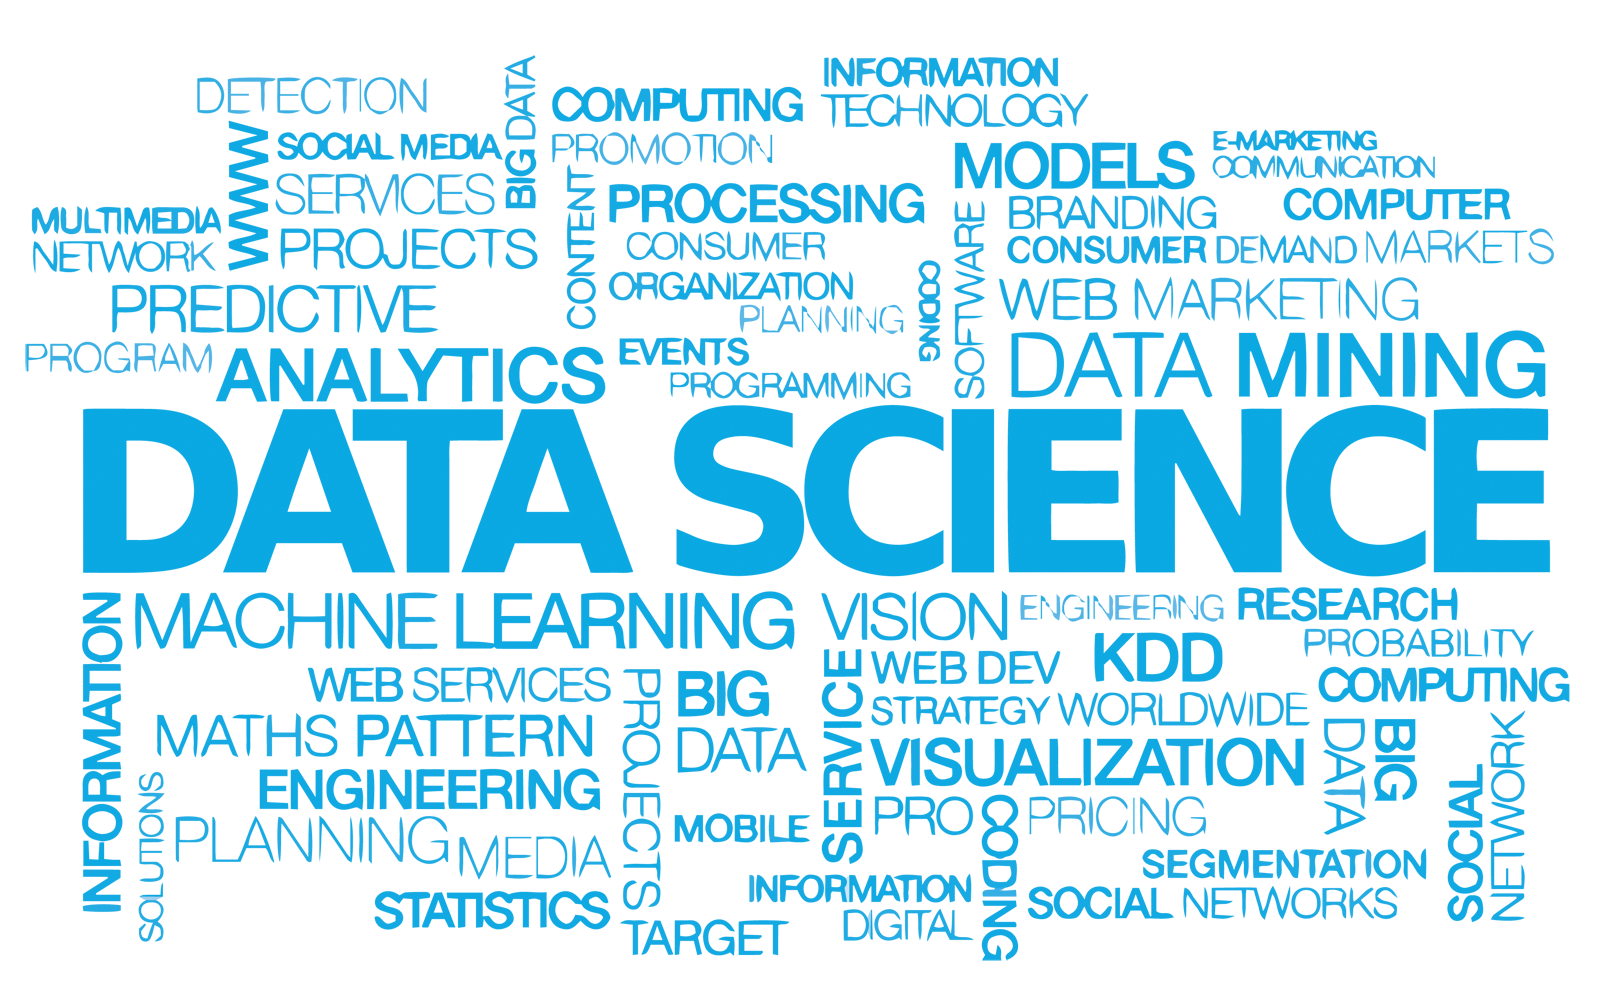 DETECTION
WWW
SOCIAL MEDIA
SERVICES
PROJECTS
MULTIMEDIA
NETWORK
PREDICTIVE
PROGRAM
ANALYTICS
BIG DATA
COMPUTING
PROMOTION
CONTENT
PROCESSING
CONSUMER
ORGANIZATION
PLANNING
EVENTS
PROGRAMMING
CODING
INFORMATION
TECHNOLOGY
MODELS
E-MARKETING
COMMUNICATION
BRANDING
COMPUTER
CONSUMER DEMAND MARKETS
SOFTWARE
WEB MARKETING
DATA MINING
DATA SCIENCE
INFORMATION
MACHINE LEARNING
WEB SERVICES
MATHS PATTERN
ENGINEERING
SOLUTIONS
PLANNING
MEDIA
STATISTICS
PROJECTS
BIG
DATA
MOBILE
TARGET
VISION
ENGINEERING
RESEARCH
PROBABILITY
SERVICE
WEB DEV
KDD
COMPUTING
STRATEGY WORLDWIDE
VISUALIZATION
PRO
CODING
PRICING
BIG
DATA
SEGMENTATION
INFORMATION
DIGITAL
SOCIAL NETWORKS
SOCIAL
NETWORK